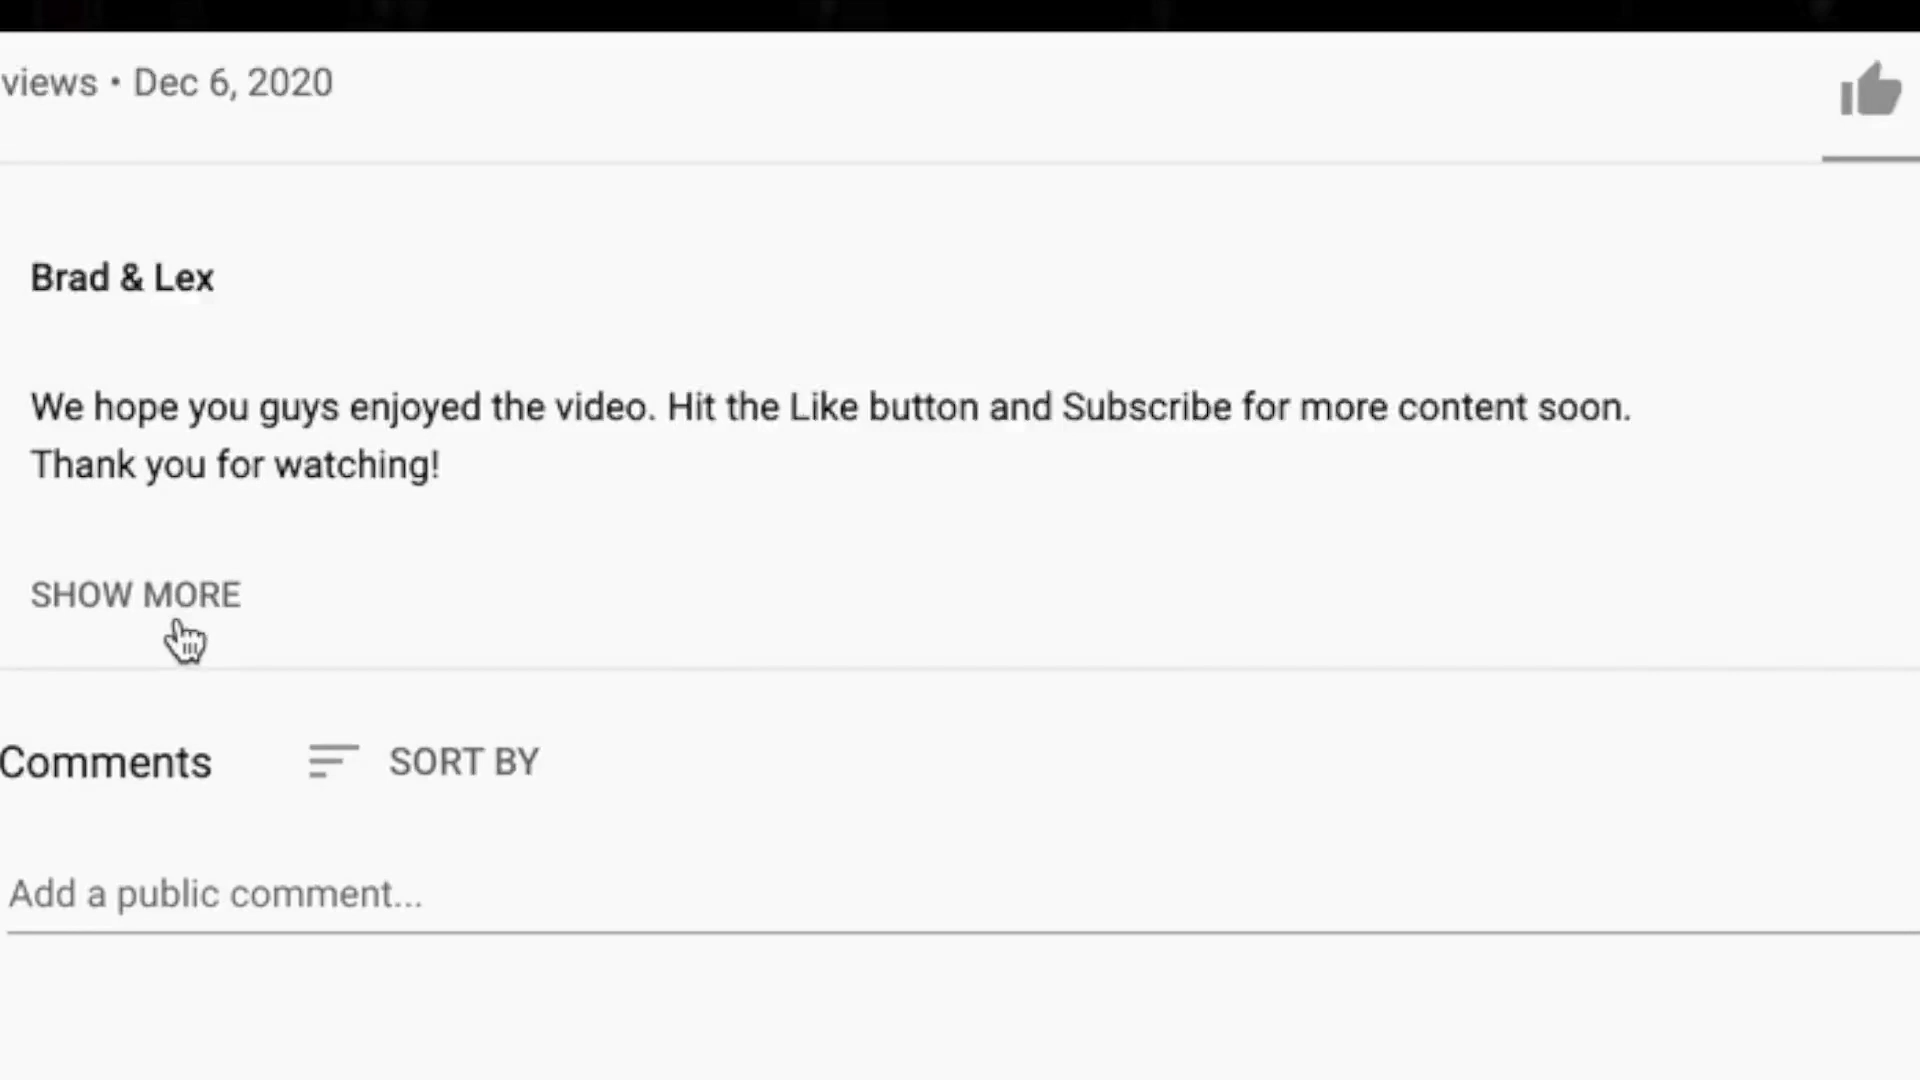 views • Dec 6, 2020
Brad & Lex
We hope you guys enjoyed the video. Hit the Like button and Subscribe for more content soon.
Thank you for watching!
SHOW MORE
Comments SORT BY
Add a public comment...